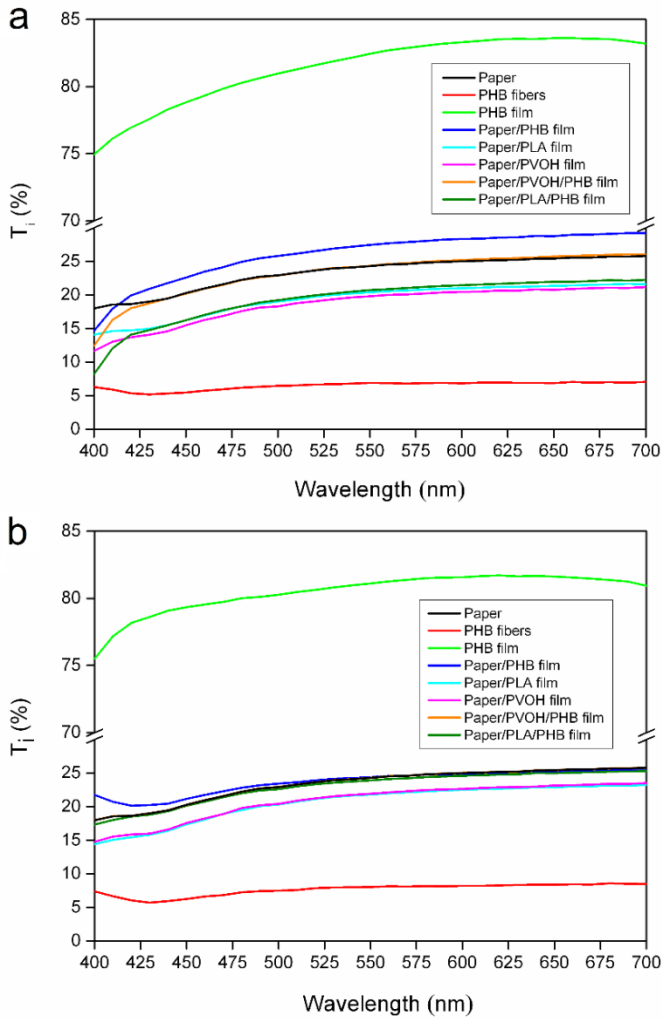 a
85
80
75
70
25
20
15
10
5
0
Tᵢ (%)
Paper
PHB fibers
PHB film
Paper/PHB film
Paper/PLA film
Paper/PVOH film
Paper/PVOH/PHB film
Paper/PLA/PHB film
400 425 450 475 500 525 550 575 600 625 650 675 700
Wavelength (nm)
b
85
80
75
70
25
20
15
10
5
0
Tᵢ (%)
Paper
PHB fibers
PHB film
Paper/PHB film
Paper/PLA film
Paper/PVOH film
Paper/PVOH/PHB film
Paper/PLA/PHB film
400 425 450 475 500 525 550 575 600 625 650 675 700
Wavelength (nm)